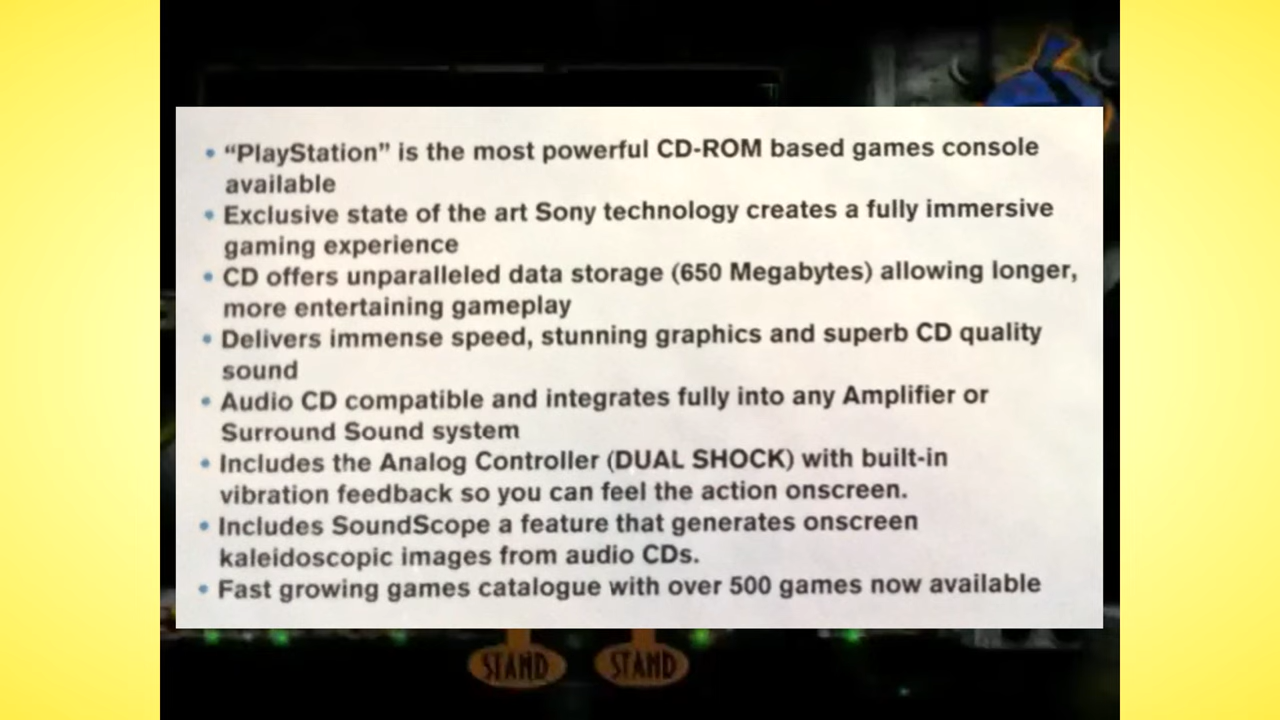 • “PlayStation” is the most powerful CD-ROM based games console
available
• Exclusive state of the art Sony technology creates a fully immersive
gaming experience
• CD offers unparalleled data storage (650 Megabytes) allowing longer,
more entertaining gameplay
• Delivers immense speed, stunning graphics and superb CD quality
sound
• Audio CD compatible and integrates fully into any Amplifier or
Surround Sound system
• Includes the Analog Controller (DUAL SHOCK) with built-in
vibration feedback so you can feel the action onscreen.
• Includes SoundScope a feature that generates onscreen
kaleidoscopic images from audio CDs.
• Fast growing games catalogue with over 500 games now available
STAND STAND